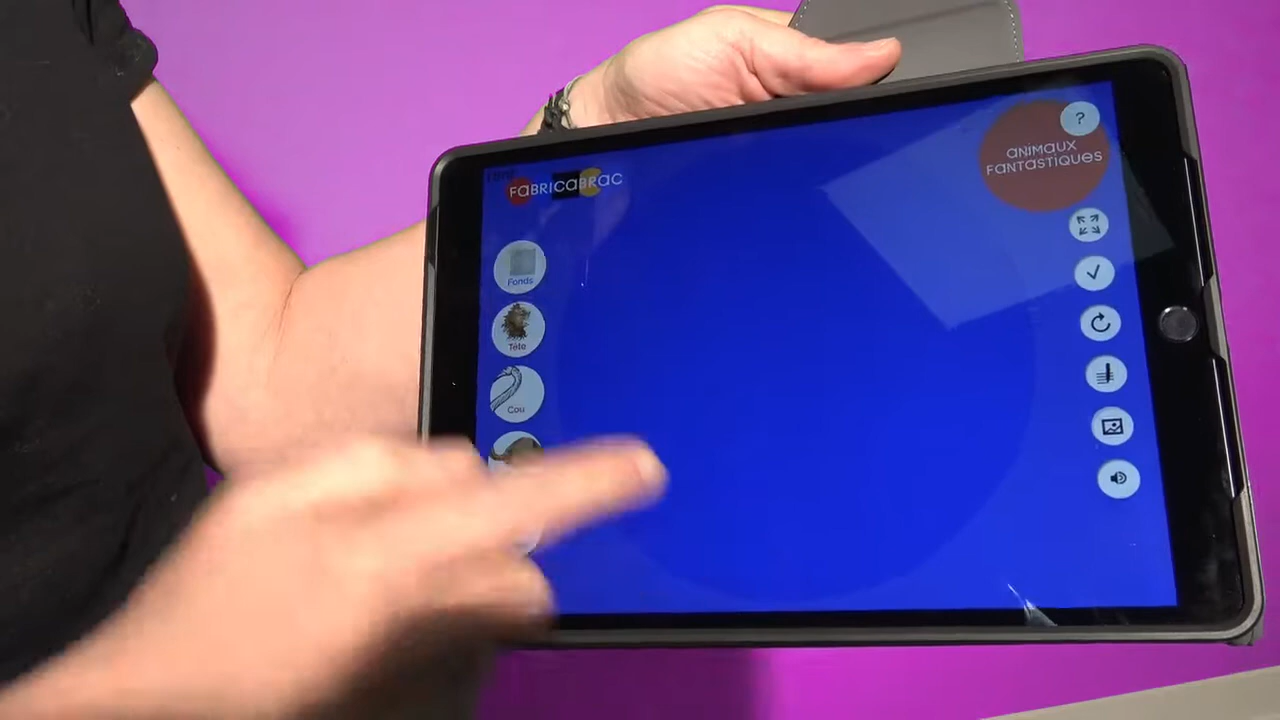 FABRICABRAC
ANIMAUX
FANTASTIQUES
?
Fonds
Tête
Cou